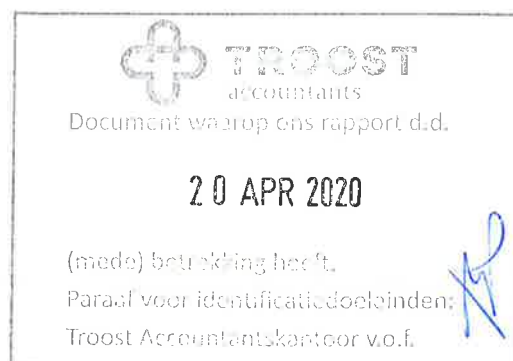 TROOST
accountants
Document waarop ons rapport d.d.
20 APR 2020
(mede) betrekking heeft.
Paraaf voor identificatiedoeleinden:
Troost Accountantskantoor v.o.f.